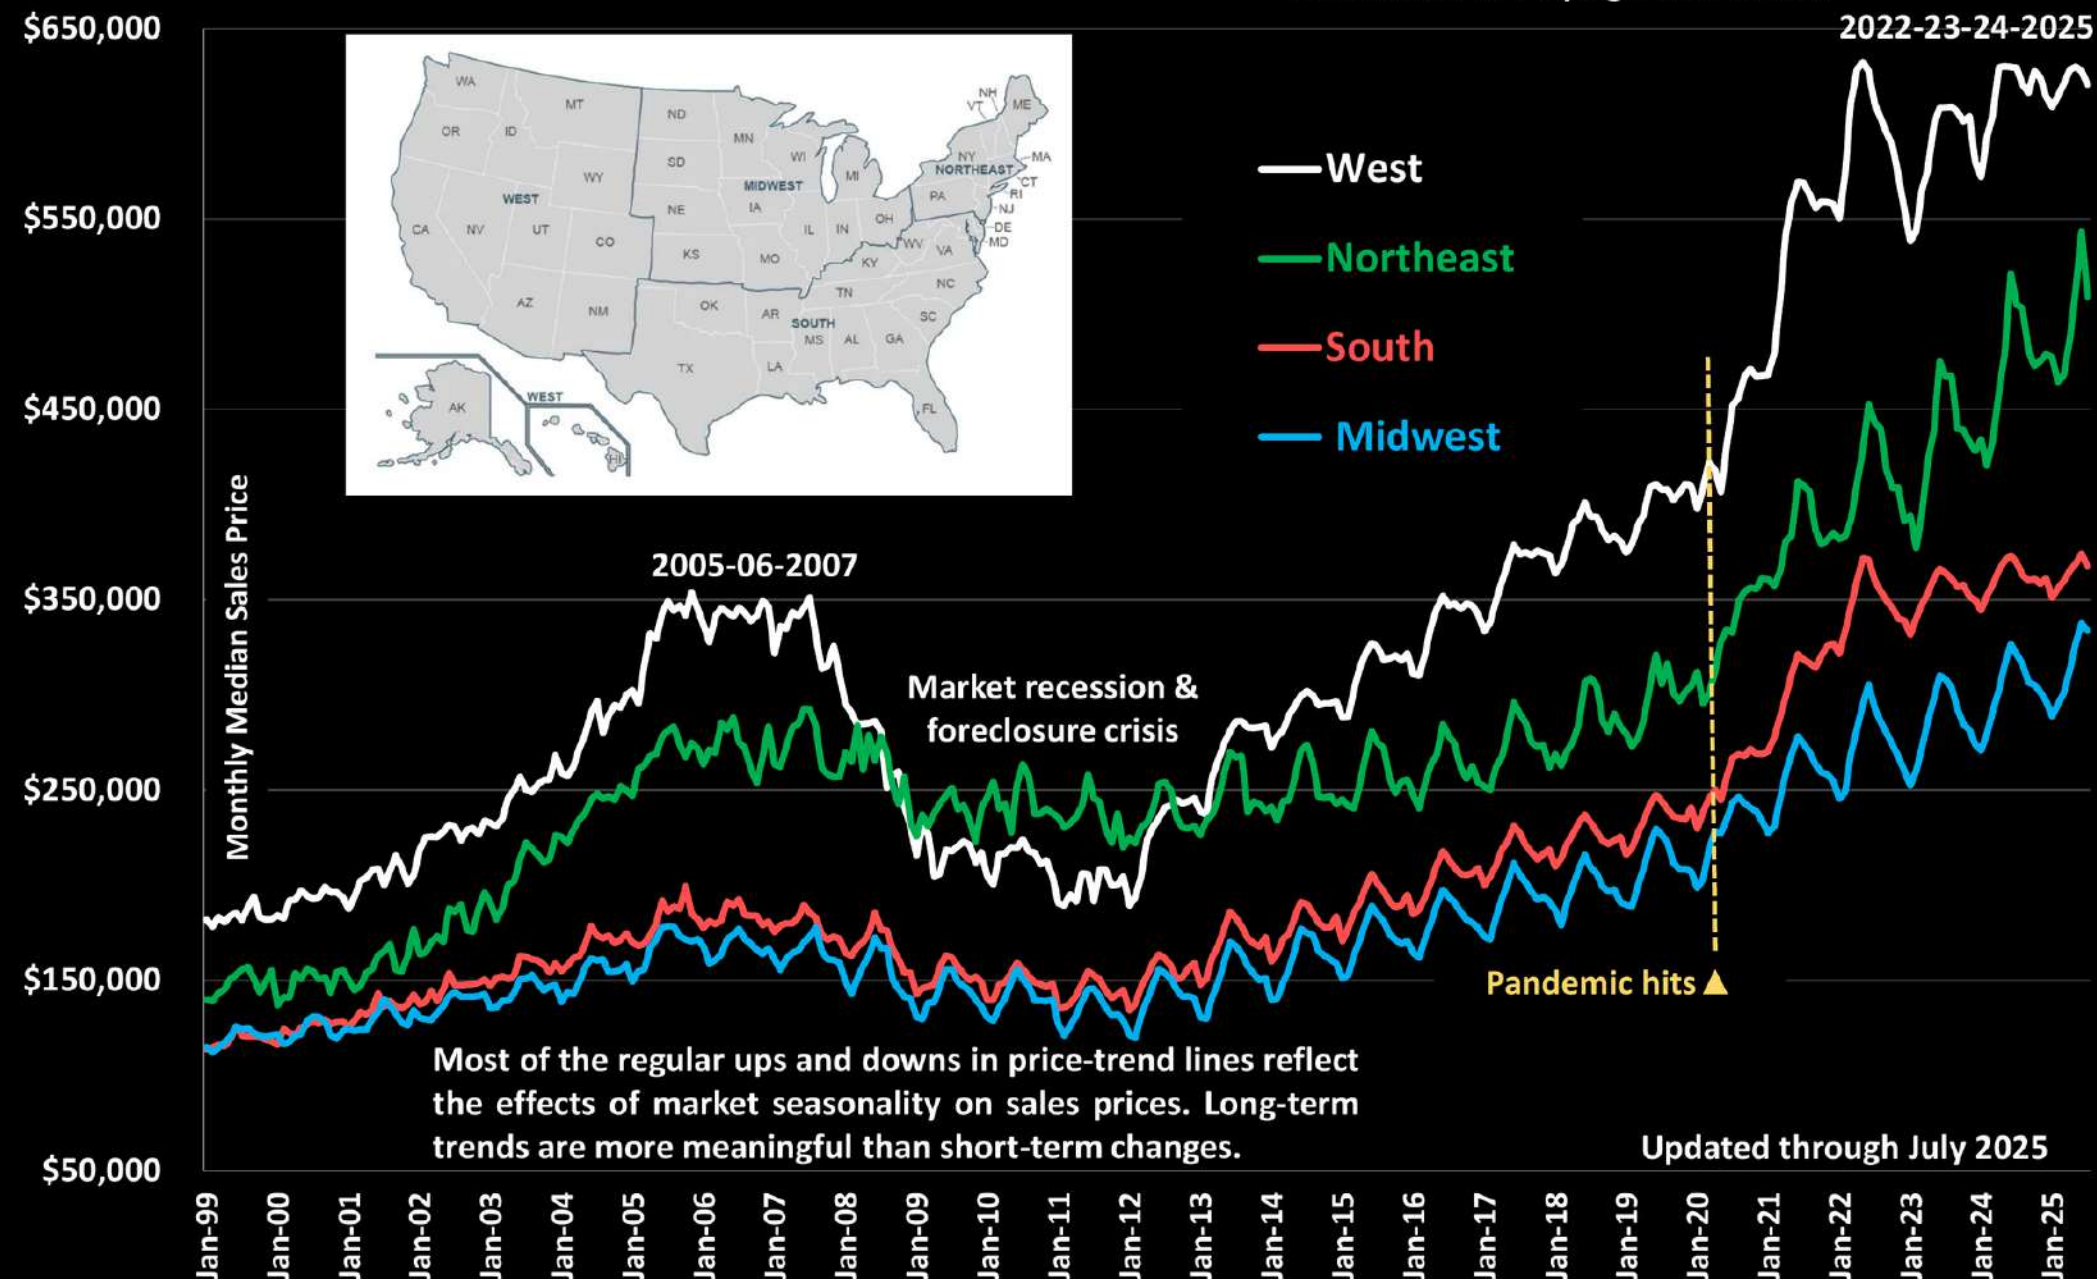 $650,000
2022-23-24-2025
WA
MT
ND
MN
NH
VT
ME
OR
ID
SD
WI
NY
MA
NORTHEAST
WY
MIDWEST
MI
CT
WEST
NE
IA
PA
RI
NJ
CA
NV
UT
CO
IL
IN
OH
DE
MD
KS
MO
WV
VA
KY
AZ
NM
OK
AR
TN
NC
SOUTH
SC
MS
AL
GA
TX
LA
WEST
AK
FL
HI
West
Northeast
South
Midwest
$550,000
$450,000
$350,000
$250,000
$150,000
$50,000
Monthly Median Sales Price
2005-06-2007
Market recession &
foreclosure crisis
Pandemic hits
Most of the regular ups and downs in price-trend lines reflect
the effects of market seasonality on sales prices. Long-term
trends are more meaningful than short-term changes.
Updated through July 2025
Jan-99
Jan-00
Jan-01
Jan-02
Jan-03
Jan-04
Jan-05
Jan-06
Jan-07
Jan-08
Jan-09
Jan-10
Jan-11
Jan-12
Jan-13
Jan-14
Jan-15
Jan-16
Jan-17
Jan-18
Jan-19
Jan-20
Jan-21
Jan-22
Jan-23
Jan-24
Jan-25